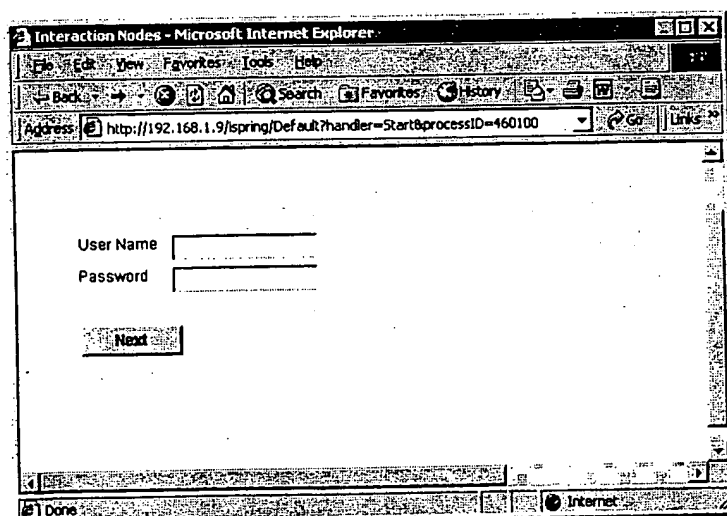 Interaction Nodes - Microsoft Internet Explorer
File Edit View Favorites Tools Help
Back Search Favorites History
Address http://192.168.1.9/ispring/Default?handler=Start&processID=460100 Go Links »
User Name
Password
Next
Done Internet